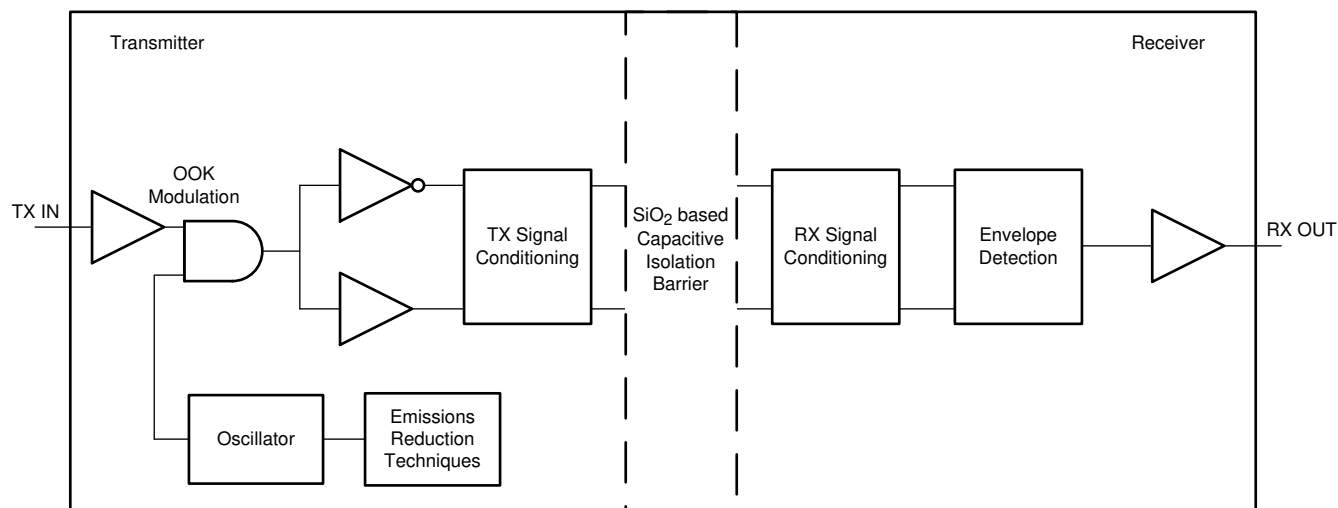 Transmitter
Receiver
OOK
Modulation
TX IN
TX Signal
Conditioning
SiO₂ based
Capacitive
Isolation
Barrier
RX Signal
Conditioning
Envelope
Detection
RX OUT
Oscillator
Emissions
Reduction
Techniques